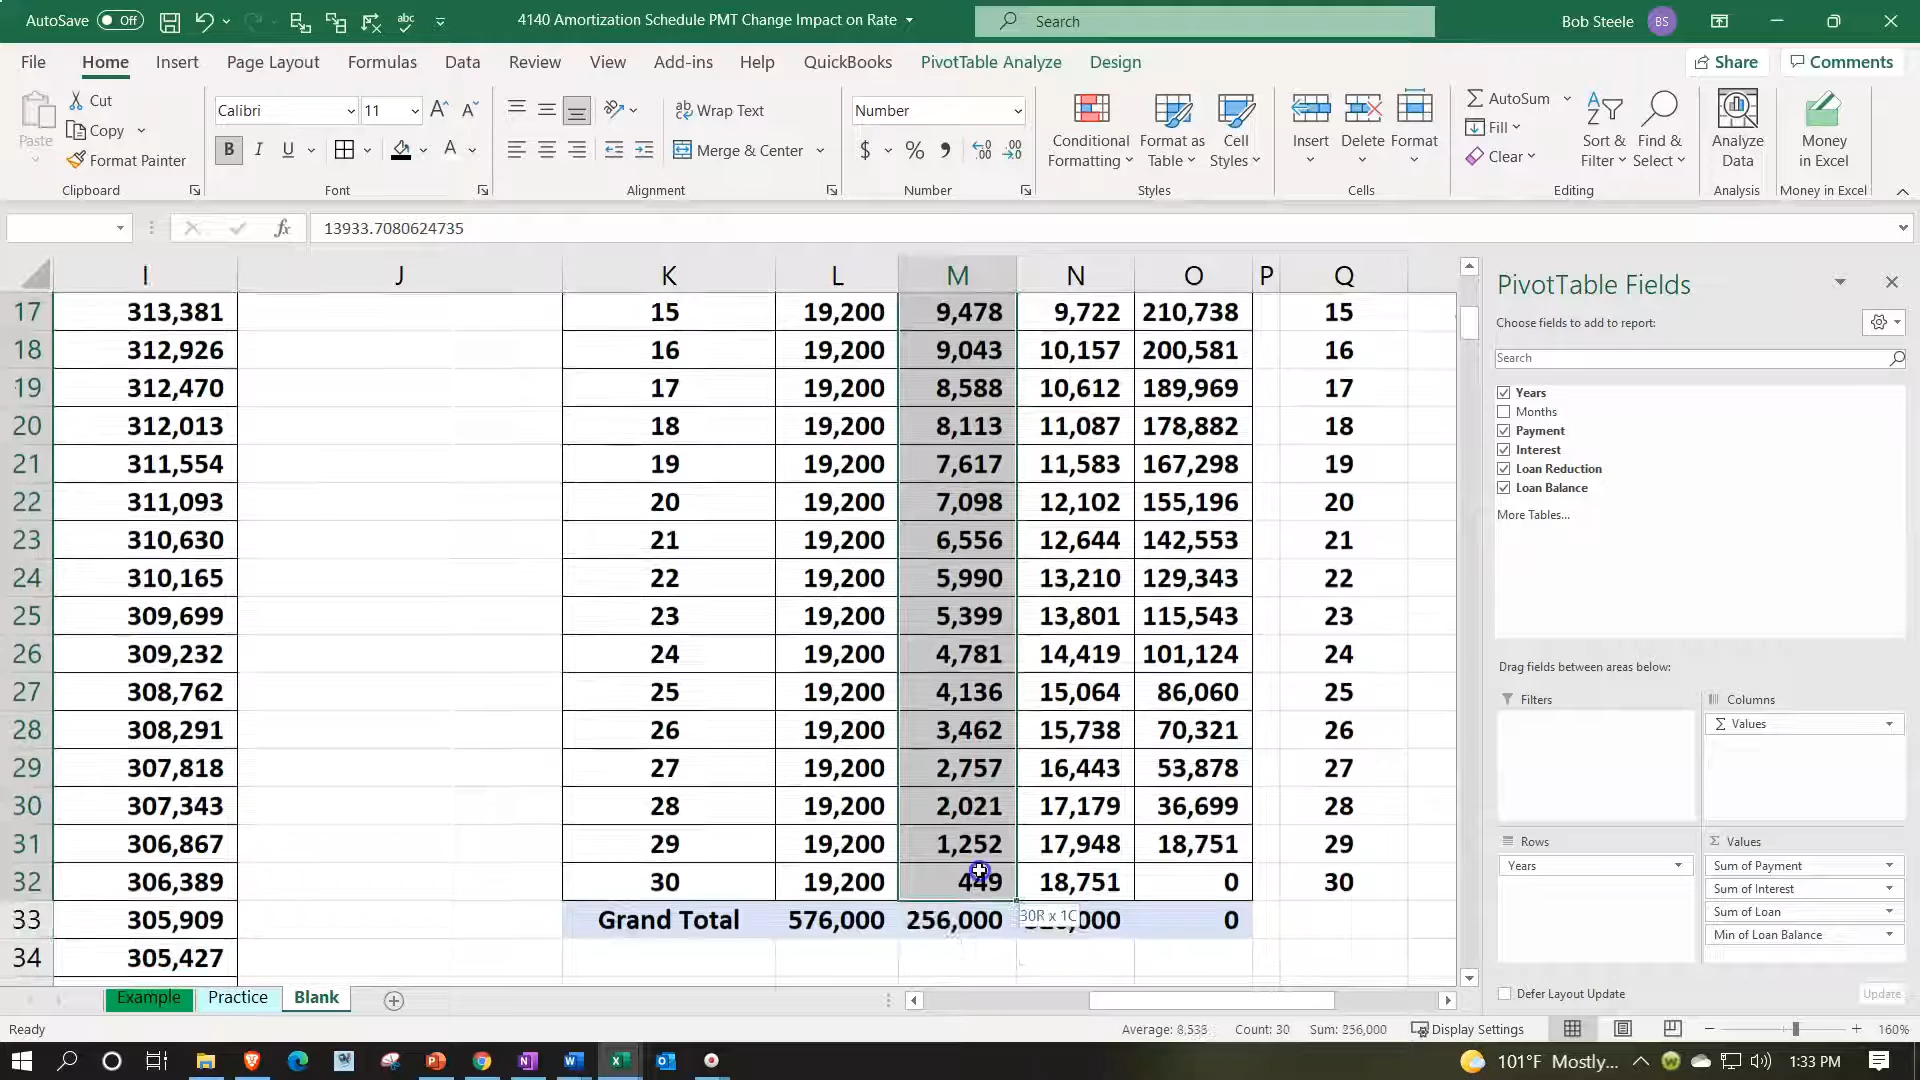 AutoSave Off 4140 Amortization Schedule PMT Change Impact on Rate Search Bob Steele BS
File Home Insert Page Layout Formulas Data Review View Add-ins Help QuickBooks PivotTable Analyze Design Share Comments
Paste Cut Copy Format Painter Clipboard
Calibri 11 B I U A Font
ab Wrap Text Merge & Center Alignment
Number $ % Number
Conditional Formatting Format as Table Cell Styles Styles
Insert Delete Format Cells
AutoSum Fill Clear Sort & Filter Find & Select Editing
Analyze Data Analysis
Money in Excel Money in Excel
fx 13933.7080624735
I J K L M N O P Q
17 313,381 15 19,200 9,478 9,722 210,738 15
18 312,926 16 19,200 9,043 10,157 200,581 16
19 312,470 17 19,200 8,588 10,612 189,969 17
20 312,013 18 19,200 8,113 11,087 178,882 18
21 311,554 19 19,200 7,617 11,583 167,298 19
22 311,093 20 19,200 7,098 12,102 155,196 20
23 310,630 21 19,200 6,556 12,644 142,553 21
24 310,165 22 19,200 5,990 13,210 129,343 22
25 309,699 23 19,200 5,399 13,801 115,543 23
26 309,232 24 19,200 4,781 14,419 101,124 24
27 308,762 25 19,200 4,136 15,064 86,060 25
28 308,291 26 19,200 3,462 15,738 70,321 26
29 307,818 27 19,200 2,757 16,443 53,878 27
30 307,343 28 19,200 2,021 17,179 36,699 28
31 306,867 29 19,200 1,252 17,948 18,751 29
32 306,389 30 19,200 449 18,751 0 30
33 305,909 Grand Total 576,000 256,000 0
30R x 1C
34 305,427
PivotTable Fields
Choose fields to add to report:
Search
Years
Months
Payment
Interest
Loan Reduction
Loan Balance
More Tables...
Drag fields between areas below:
Filters
Columns
Σ Values
Rows
Years
Σ Values
Sum of Payment
Sum of Interest
Sum of Loan
Min of Loan Balance
Defer Layout Update Update
Example Practice Blank
Ready Count: 30 Sum: 256,000 Display Settings 160%
101°F Mostly... 1:33 PM